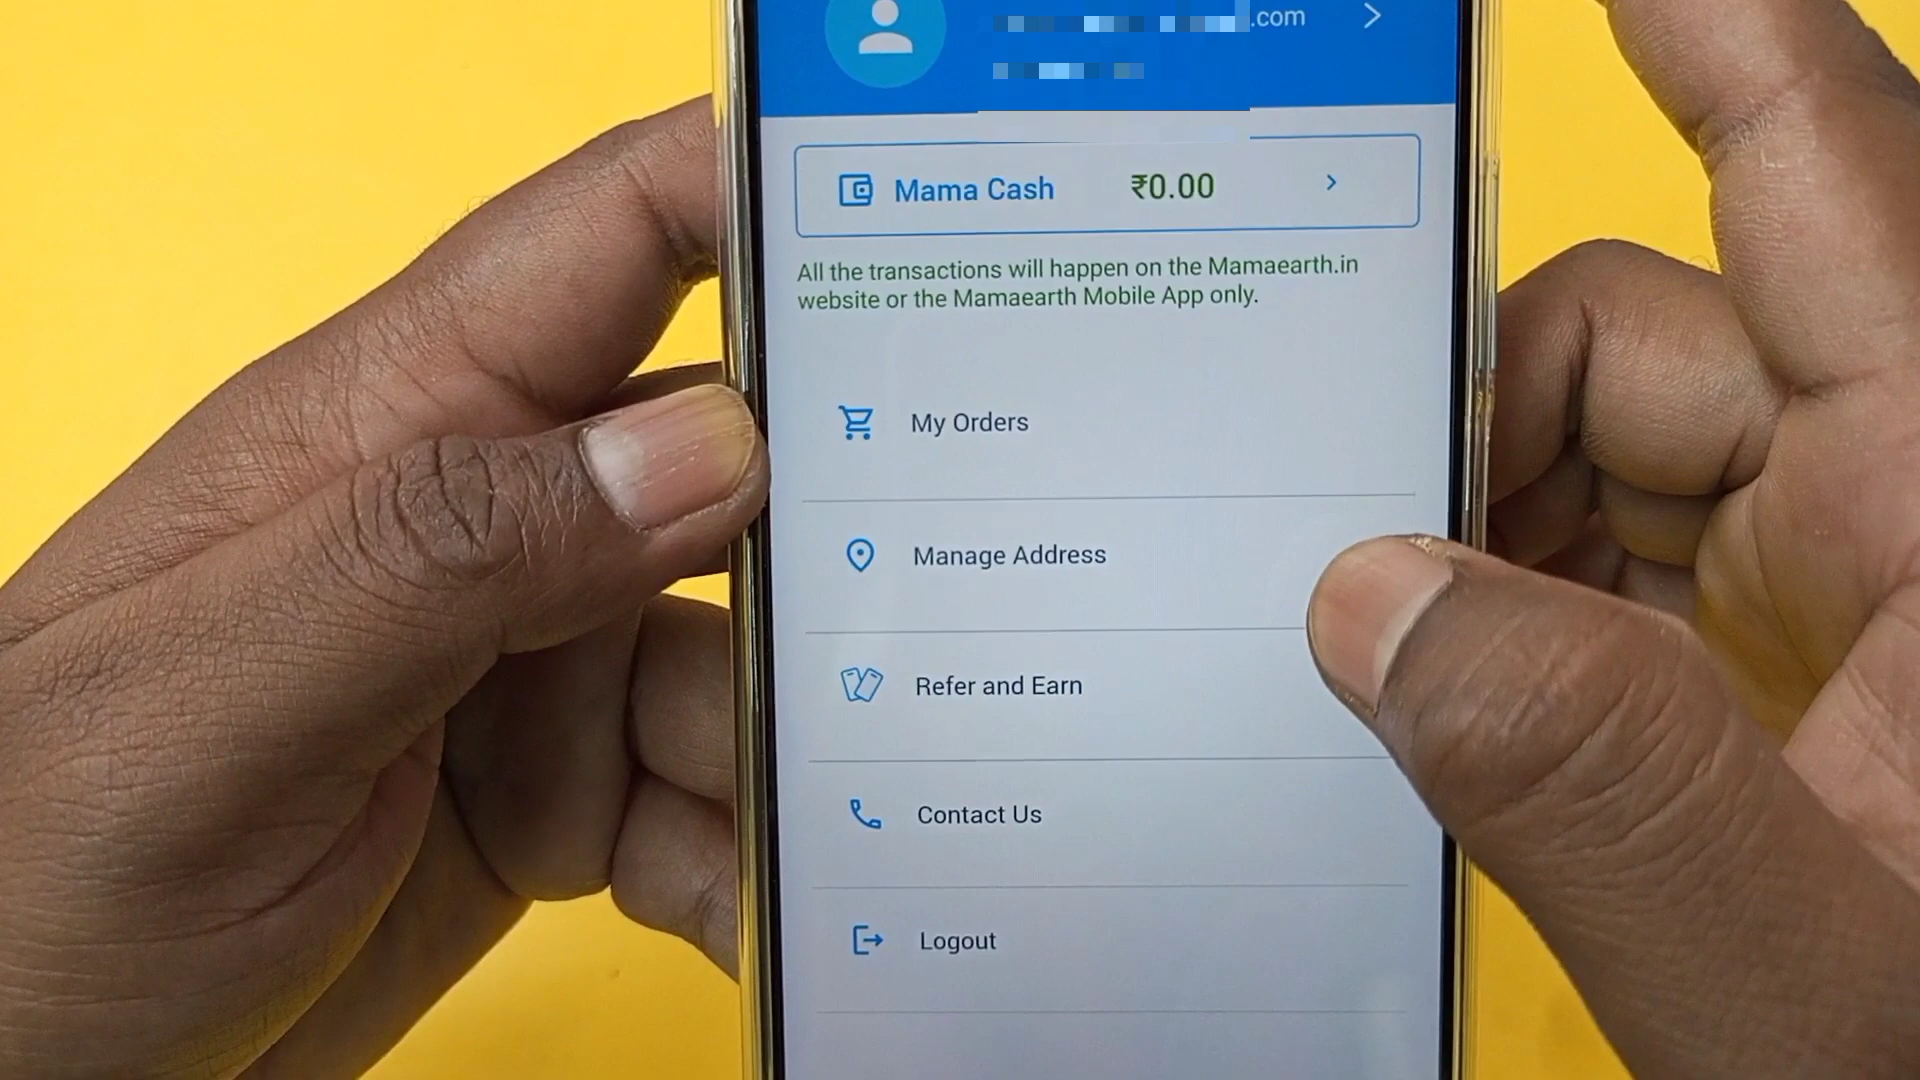 .com
Mama Cash ₹0.00
All the transactions will happen on the Mamaearth.in
website or the Mamaearth Mobile App only.
My Orders
Manage Address
Refer and Earn
Contact Us
Logout